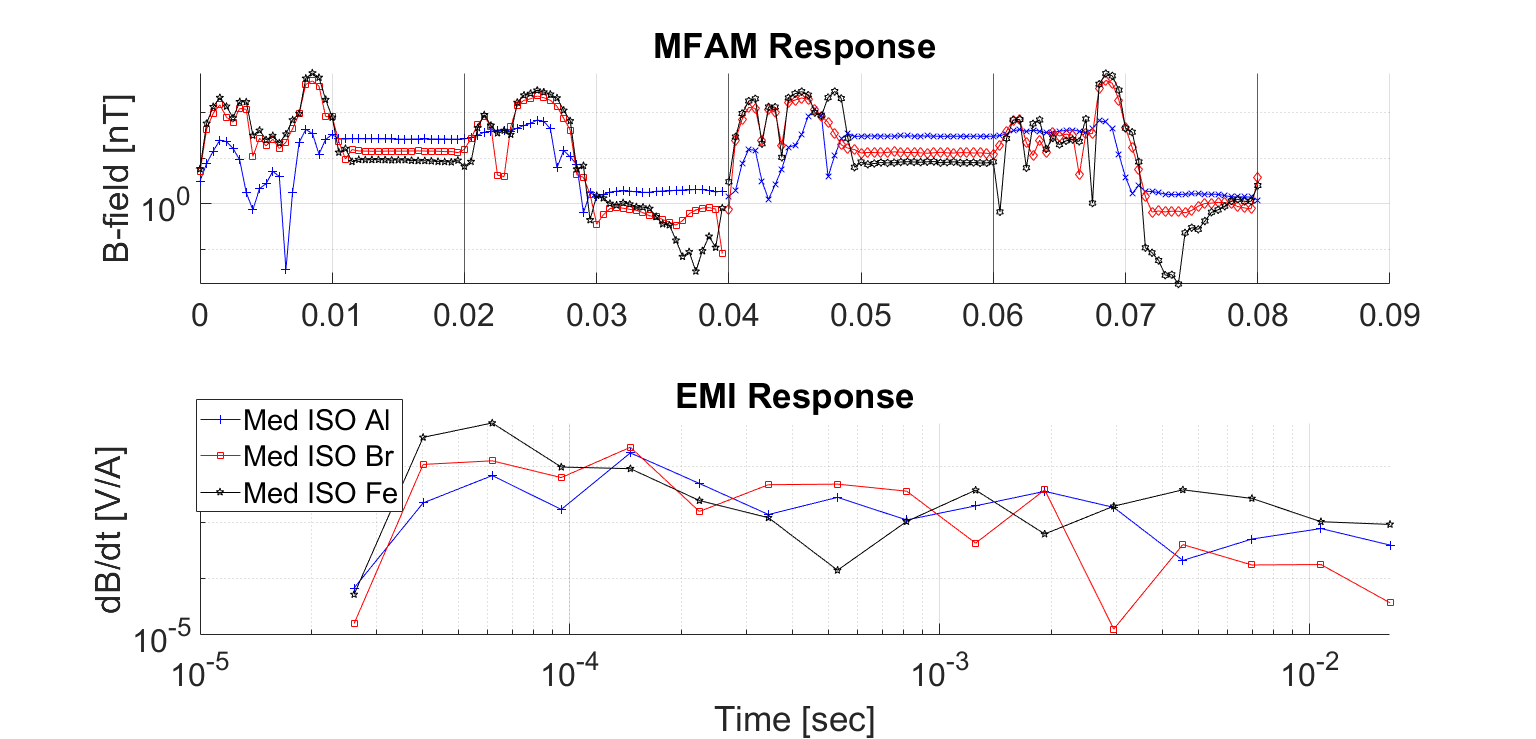 MFAM Response
B-field [nT]
10^0
0 0.01 0.02 0.03 0.04 0.05 0.06 0.07 0.08 0.09
EMI Response
Med ISO Al
Med ISO Br
Med ISO Fe
dB/dt [V/A]
10^-5
10^-5 10^-4 10^-3 10^-2
Time [sec]